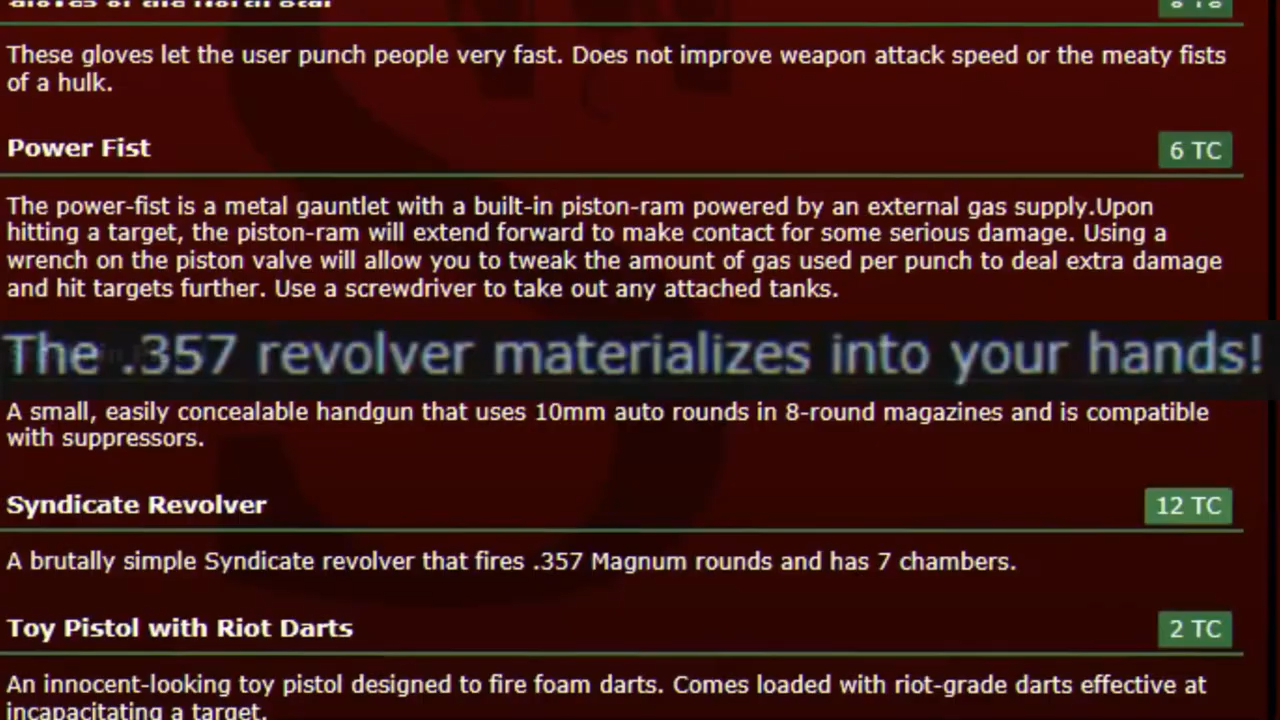 Gloves of the North Star
8 TC
These gloves let the user punch people very fast. Does not improve weapon attack speed or the meaty fists
of a hulk.
Power Fist
6 TC
The power-fist is a metal gauntlet with a built-in piston-ram powered by an external gas supply.Upon
hitting a target, the piston-ram will extend forward to make contact for some serious damage. Using a
wrench on the piston valve will allow you to tweak the amount of gas used per punch to deal extra damage
and hit targets further. Use a screwdriver to take out any attached tanks.
The .357 revolver materializes into your hands!
A small, easily concealable handgun that uses 10mm auto rounds in 8-round magazines and is compatible
with suppressors.
Syndicate Revolver
12 TC
A brutally simple Syndicate revolver that fires .357 Magnum rounds and has 7 chambers.
Toy Pistol with Riot Darts
2 TC
An innocent-looking toy pistol designed to fire foam darts. Comes loaded with riot-grade darts effective at
incapacitating a target.